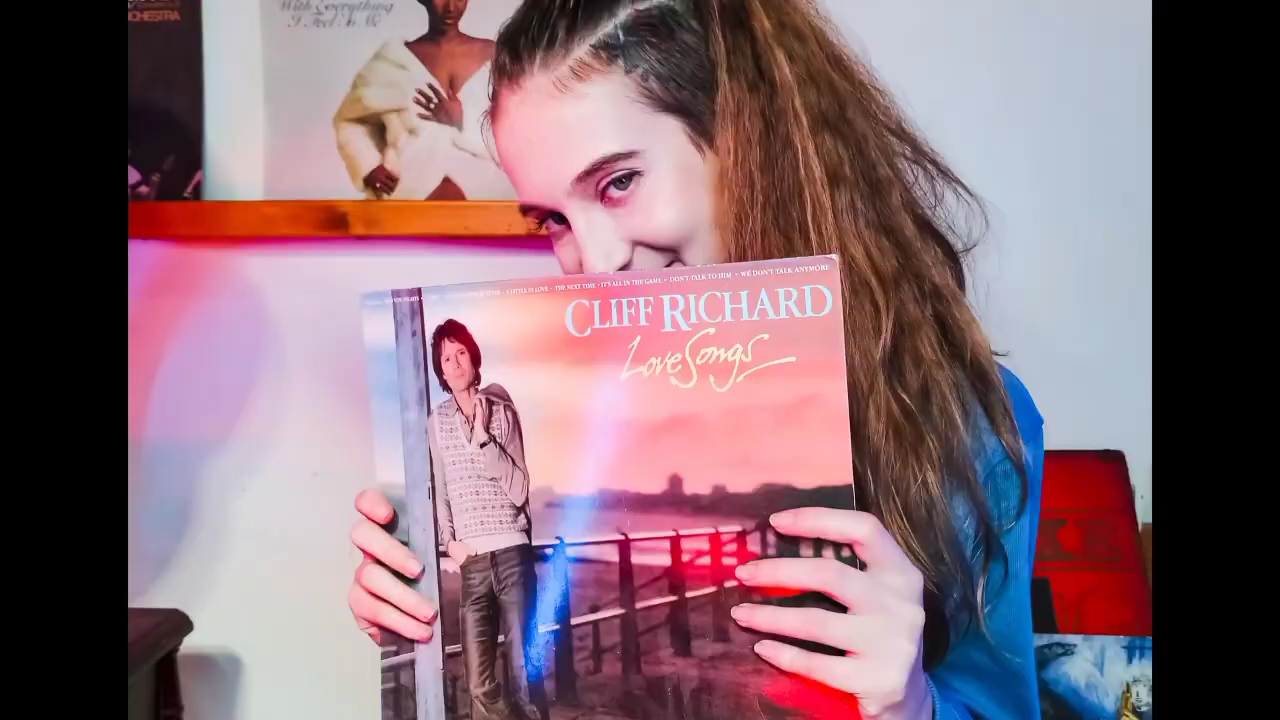 With Everything
I Feel In Me
ORCHESTRA
A LITTLE IN LOVE • THE NEXT TIME • IT'S ALL IN THE GAME • DON'T TALK TO HIM • WE DON'T TALK ANYMORE
CLIFF RICHARD
Love Songs